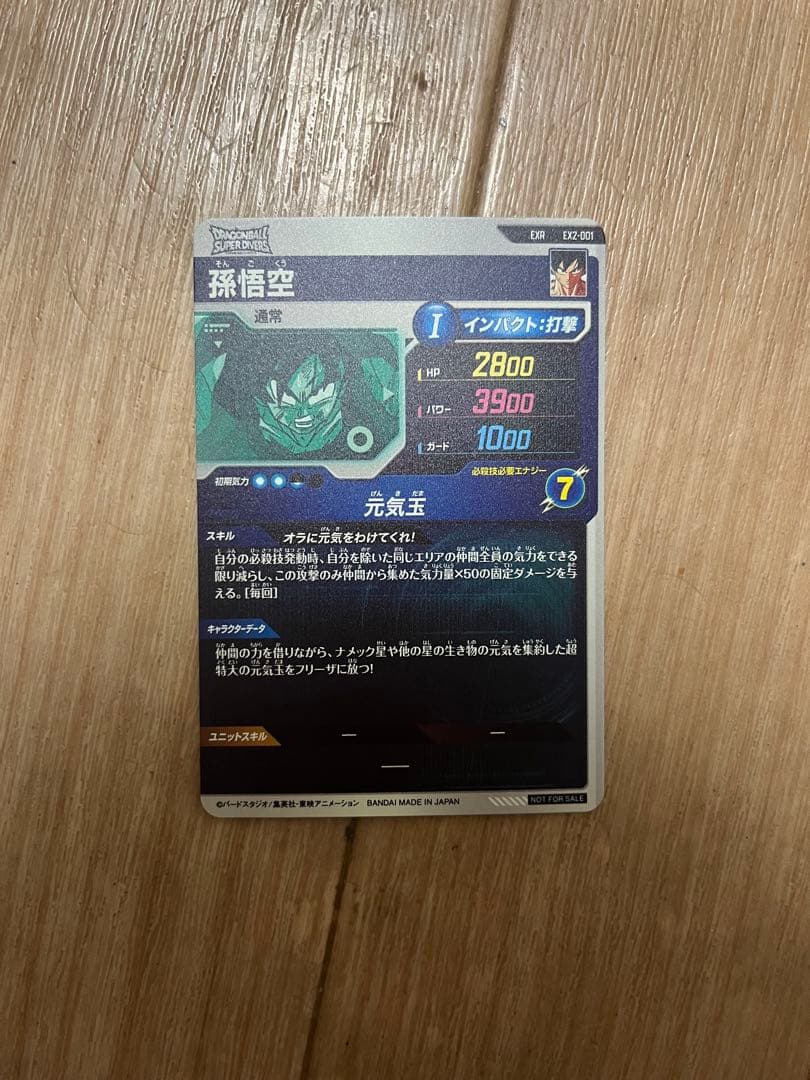 DRAGONBALL
SUPER DIVERS
EXR EX2-001
そん ご くう
孫悟空
通常
I インパクト:打撃
HP 2800
パワー 3900
ガード 1000
初期気力
必殺技必要エナジー
7
げん き だま
元気玉
スキル オラに元気をわけてくれ!
自分の必殺技発動時、自分を除いた同じエリアの仲間全員の気力をできる
限り減らし、この攻撃のみ仲間から集めた気力量×50の固定ダメージを与
える。[毎回]
キャラクターデータ
仲間の力を借りながら、ナメック星や他の星の生き物の元気を集約した超
特大の元気玉をフリーザに放つ!
ユニットスキル — —
—
©バードスタジオ/集英社・東映アニメーション BANDAI MADE IN JAPAN
NOT FOR SALE